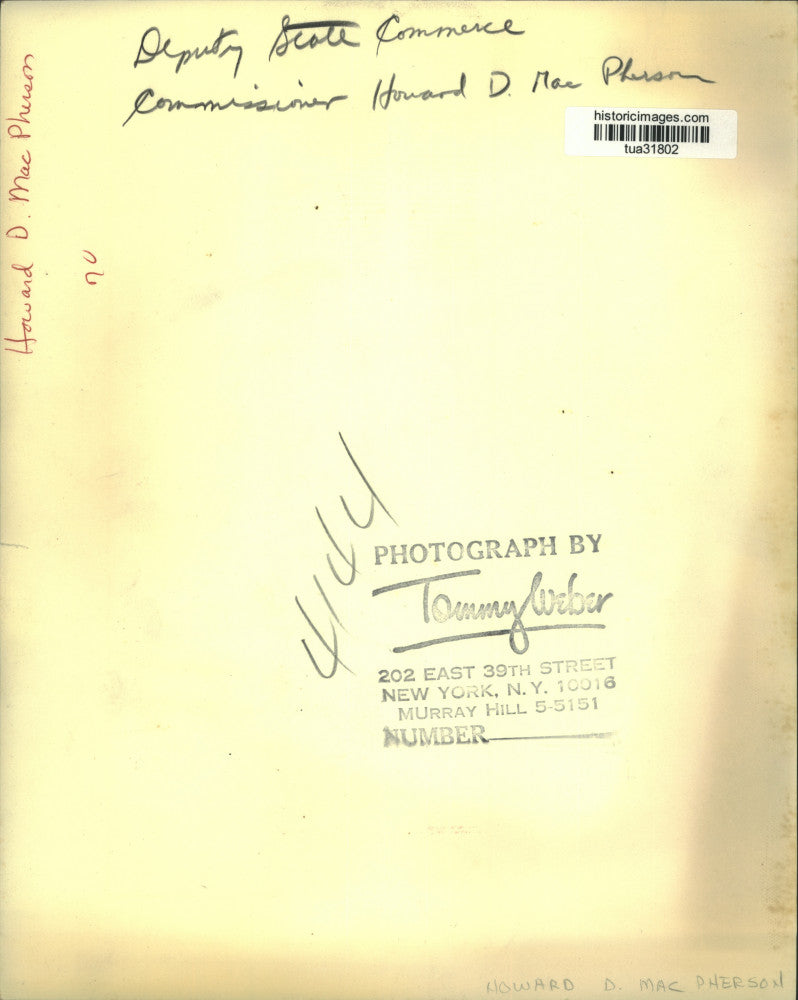 Deputy State Commerce
Commissioner Howard D. Mac Pherson
historicimages.com
tua31802
Howard D. Mac Pherson
PHOTOGRAPH BY
Tommy Weber
202 EAST 39TH STREET
NEW YORK, N.Y. 10016
MURRAY HILL 5-5151
NUMBER
HOWARD D. MAC PHERSON